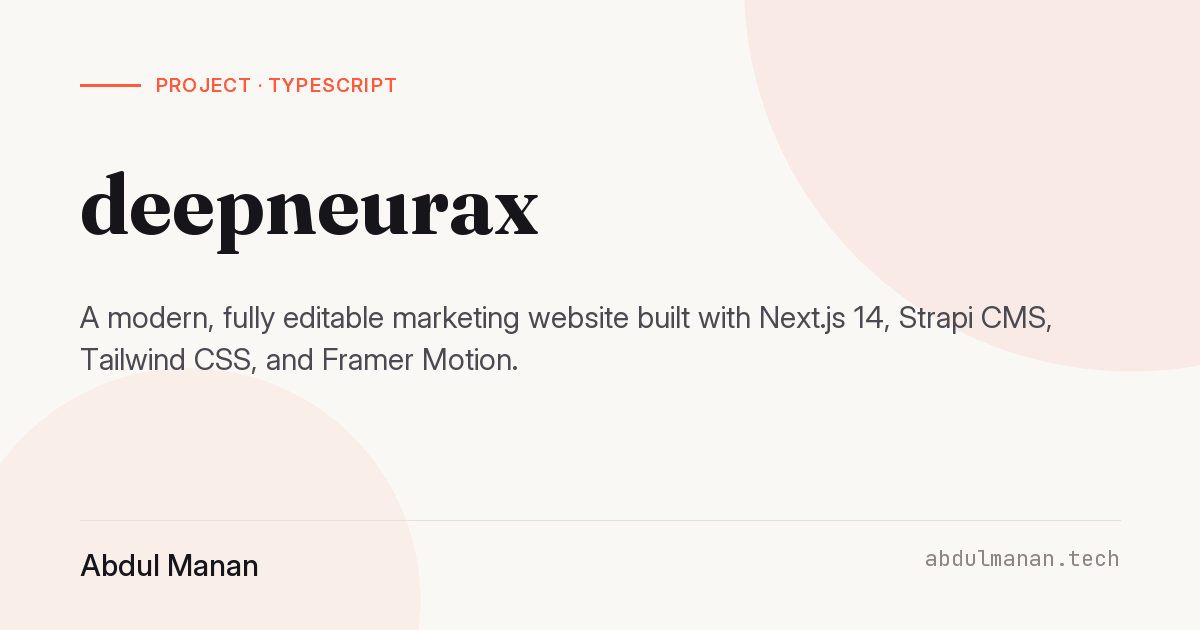 PROJECT · TYPESCRIPT
deepneurax
A modern, fully editable marketing website built with Next.js 14, Strapi CMS,
Tailwind CSS, and Framer Motion.
Abdul Manan
abdulmanan.tech